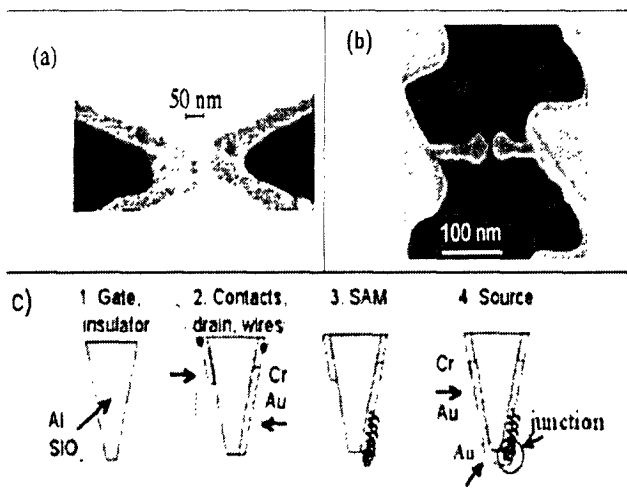 (a)
50 nm
(b)
100 nm
c)
1 Gate,
insulator
2. Contacts,
drain, wires
3. SAM
4 Source
Al
SIO
Cr
Au
Cr
Au
Au
junction